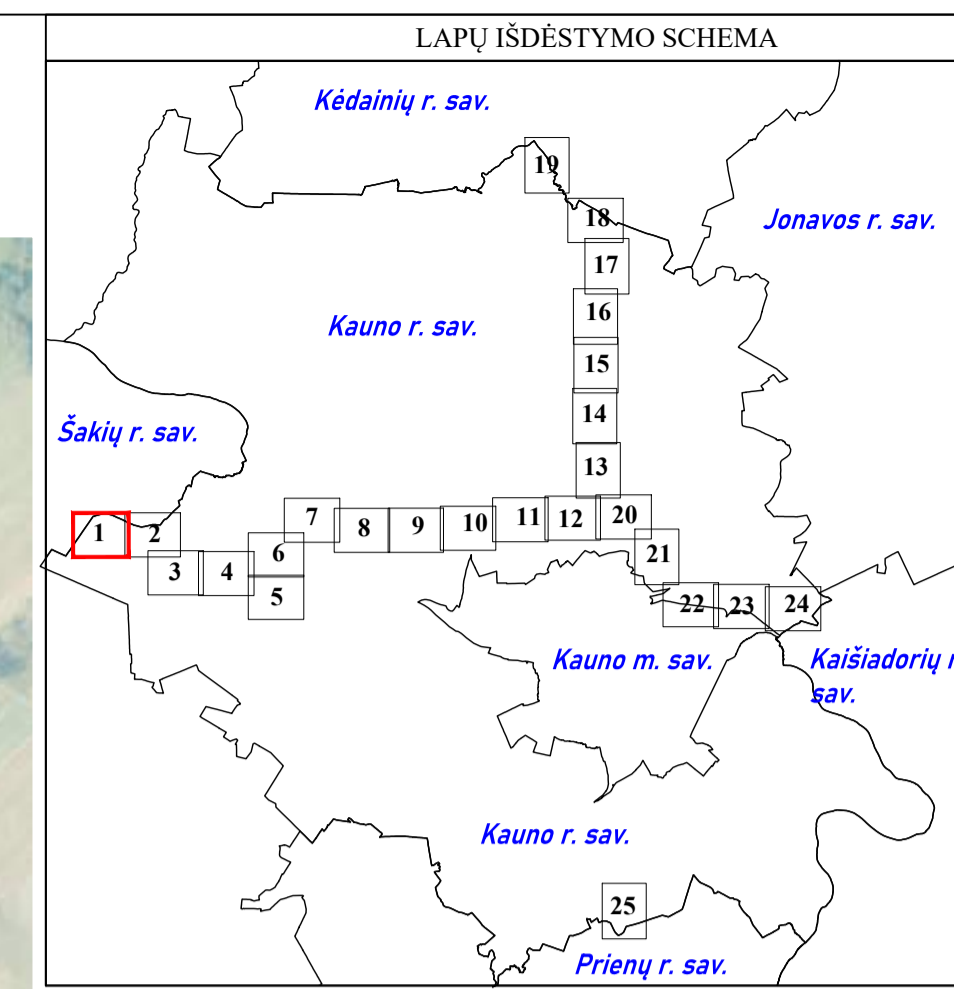 LAPŲ IŠDĖSTYMO SCHEMA
Kėdainių r. sav.
19
18
Jonavos r. sav.
17
16
Kauno r. sav.
15
14
Šakių r. sav.
13
7
8
9
10
11
12
20
1
2
6
21
3
4
5
22
23
24
Kauno m. sav.
Kaišiadorių r
sav.
Kauno r. sav.
25
Prienų r. sav.